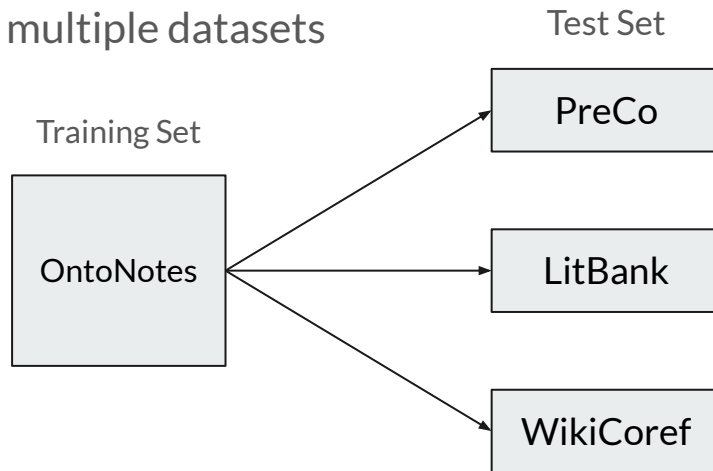 multiple datasets
Test Set
PreCo
Training Set
OntoNotes
LitBank
WikiCoref